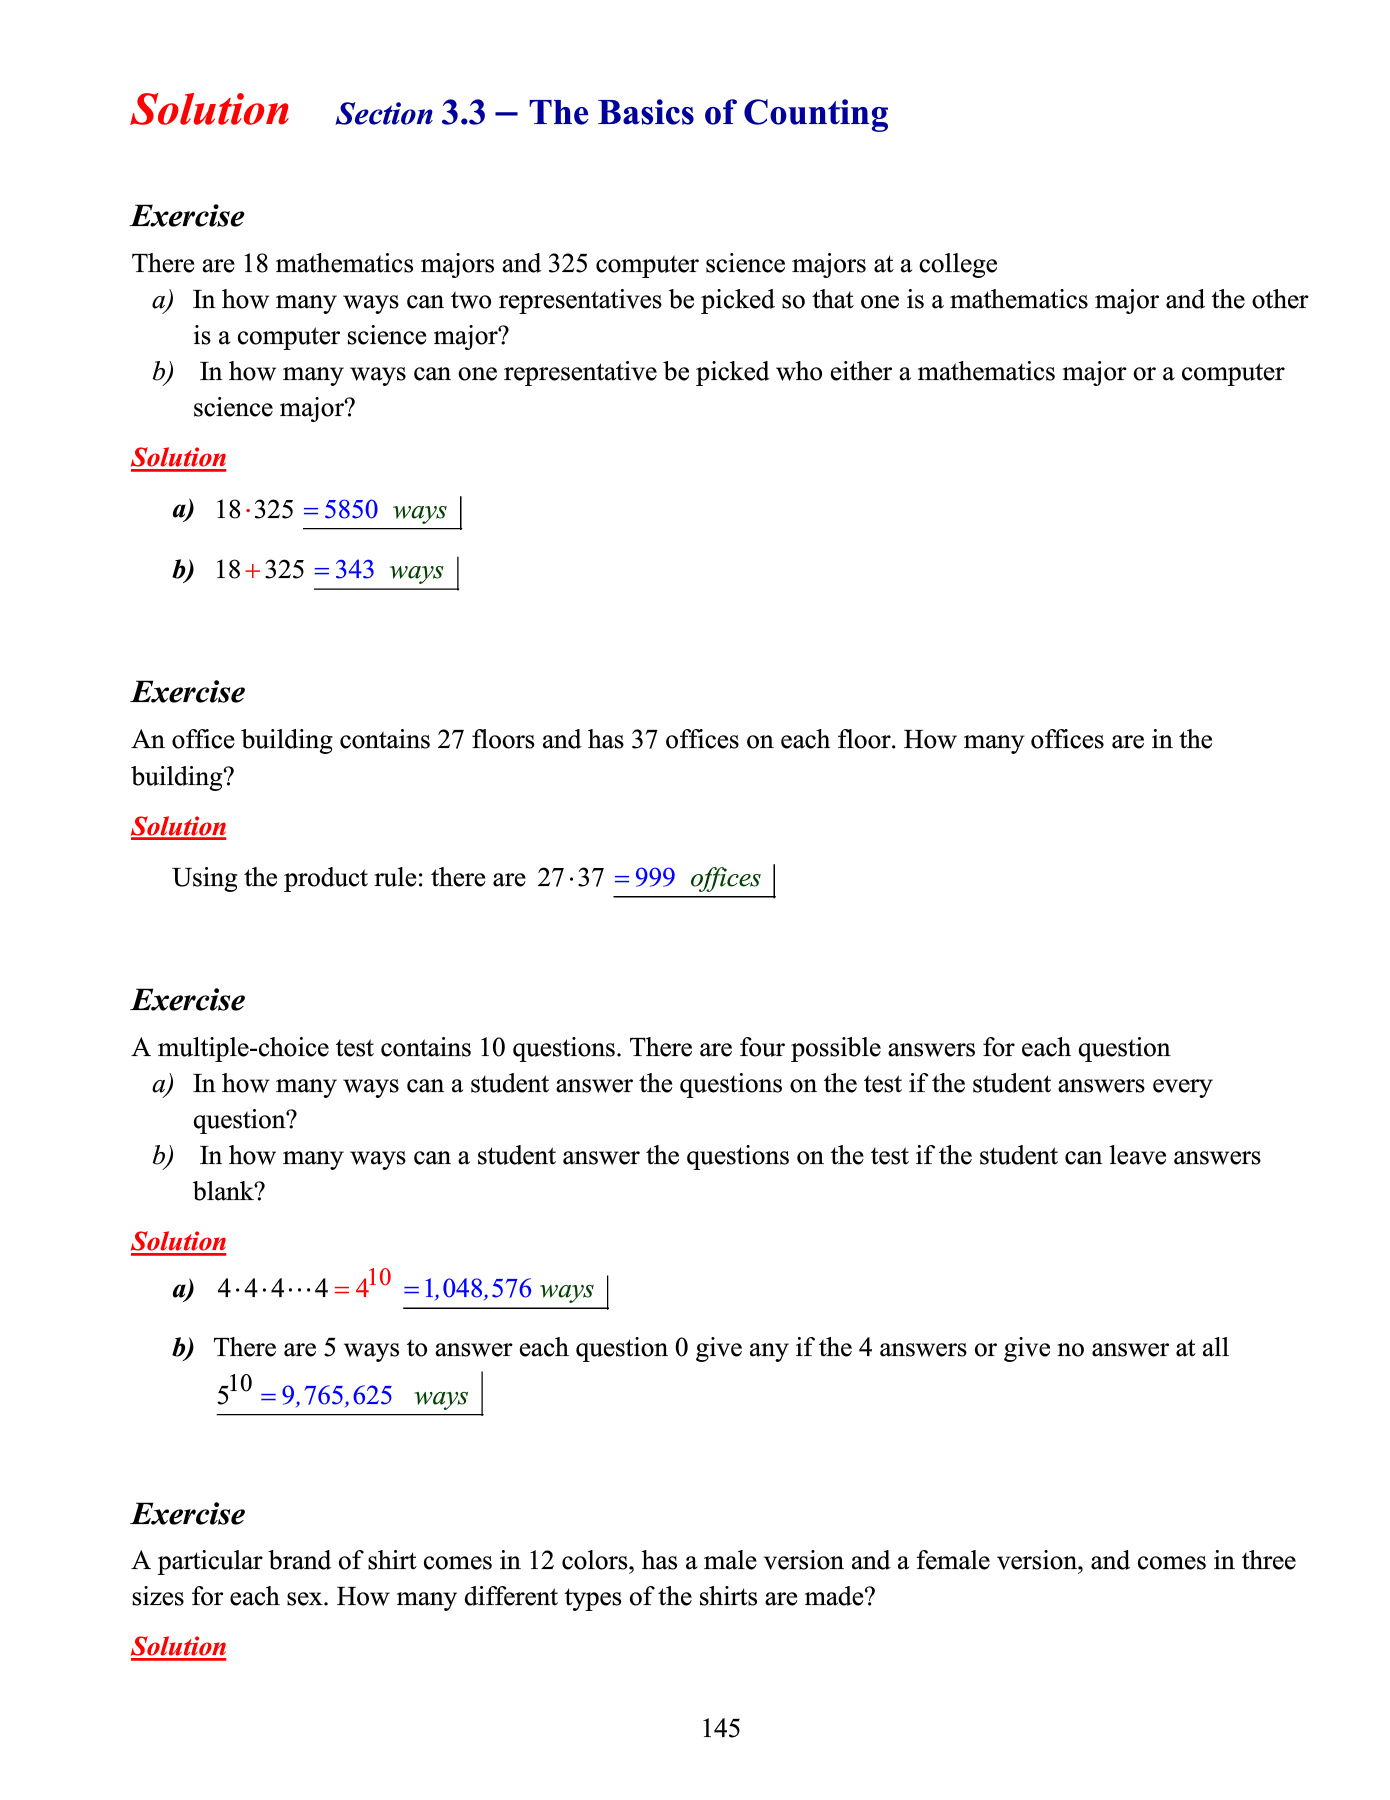 Solution Section 3.3 – The Basics of Counting
Exercise
There are 18 mathematics majors and 325 computer science majors at a college
a) In how many ways can two representatives be picked so that one is a mathematics major and the other
is a computer science major?
b) In how many ways can one representative be picked who either a mathematics major or a computer
science major?
Solution
a) 18·325 = 5850 ways
b) 18+325 = 343 ways
Exercise
An office building contains 27 floors and has 37 offices on each floor. How many offices are in the
building?
Solution
Using the product rule: there are 27·37 = 999 offices
Exercise
A multiple-choice test contains 10 questions. There are four possible answers for each question
a) In how many ways can a student answer the questions on the test if the student answers every
question?
b) In how many ways can a student answer the questions on the test if the student can leave answers
blank?
Solution
a) 4·4·4···4 = 4^10 = 1,048,576 ways
b) There are 5 ways to answer each question 0 give any if the 4 answers or give no answer at all
5^10 = 9,765,625 ways
Exercise
A particular brand of shirt comes in 12 colors, has a male version and a female version, and comes in three
sizes for each sex. How many different types of the shirts are made?
Solution
145